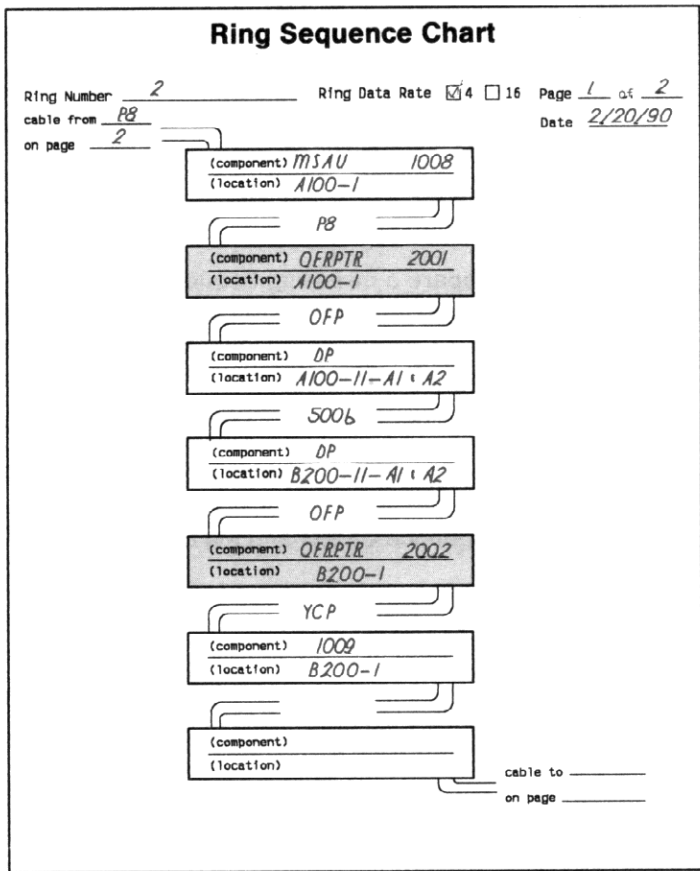 Ring Sequence Chart
Ring Number 2 Ring Data Rate ☑ 4 ☐ 16 Page 1 of 2
cable from P8 Date 2/20/90
on page 2
(component) MSAU 1008
(location) A100-1
P8
(component) OFRPTR 2001
(location) A100-1
OFP
(component) DP
(location) A100-11-A1 & A2
500b
(component) DP
(location) B200-11-A1 & A2
OFP
(component) OFRPTR 2002
(location) B200-1
YCP
(component) 1009
(location) B200-1
(component)
(location)
cable to
on page